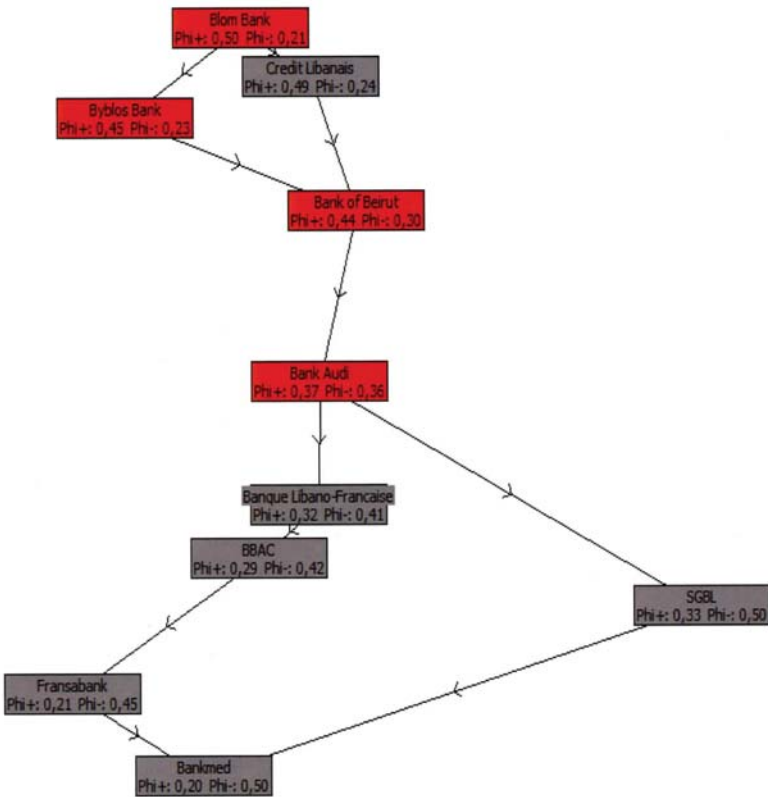 Blom Bank
Phi+: 0,50 Phi-: 0,21
Credit Libanais
Phi+: 0,49 Phi-: 0,24
Byblos Bank
Phi+: 0,45 Phi-: 0,23
Bank of Beirut
Phi+: 0,44 Phi-: 0,30
Bank Audi
Phi+: 0,37 Phi-: 0,36
Banque Libano-Francaise
Phi+: 0,32 Phi-: 0,41
BBAC
Phi+: 0,29 Phi-: 0,42
SGBL
Phi+: 0,33 Phi-: 0,50
Fransabank
Phi+: 0,21 Phi-: 0,45
Bankmed
Phi+: 0,20 Phi-: 0,50